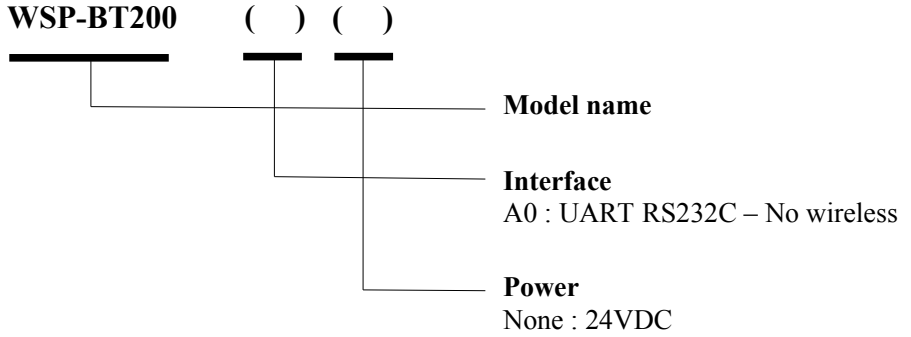 WSP-BT200 ( ) ( )
Model name
Interface
A0 : UART RS232C – No wireless
Power
None : 24VDC